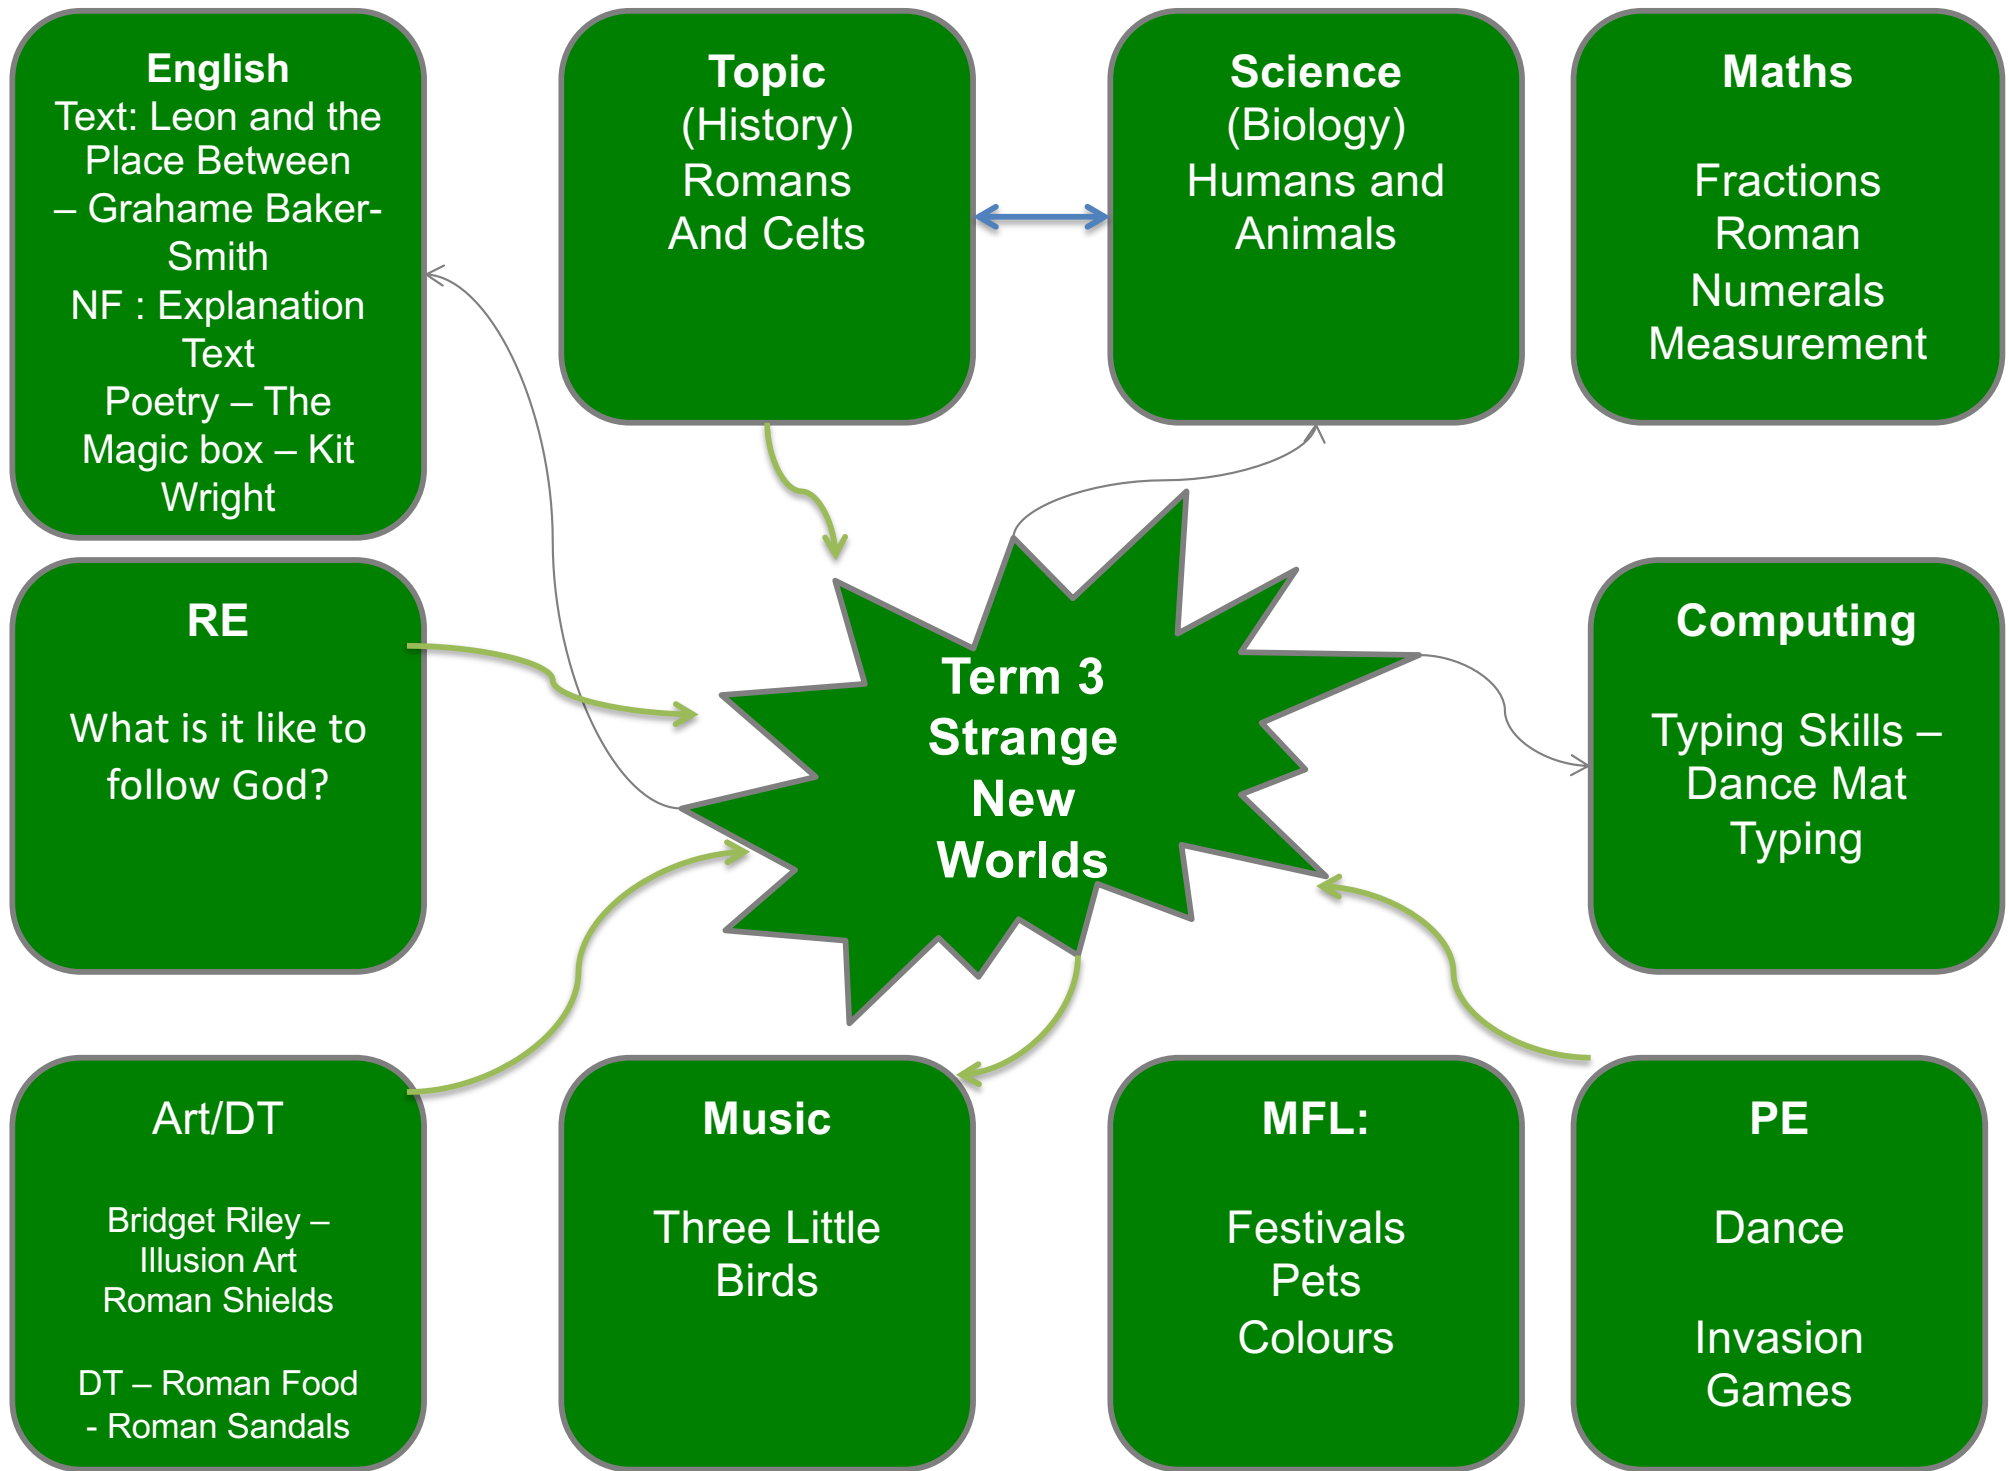 English
Text: Leon and the
Place Between
– Grahame Baker-
Smith
NF : Explanation
Text
Poetry – The
Magic box – Kit
Wright
Topic
(History)
Romans
And Celts
Science
(Biology)
Humans and
Animals
Maths
Fractions
Roman
Numerals
Measurement
RE
What is it like to
follow God?
Term 3
Strange
New
Worlds
Computing
Typing Skills –
Dance Mat
Typing
Art/DT
Bridget Riley –
Illusion Art
Roman Shields
DT – Roman Food
- Roman Sandals
Music
Three Little
Birds
MFL:
Festivals
Pets
Colours
PE
Dance
Invasion
Games